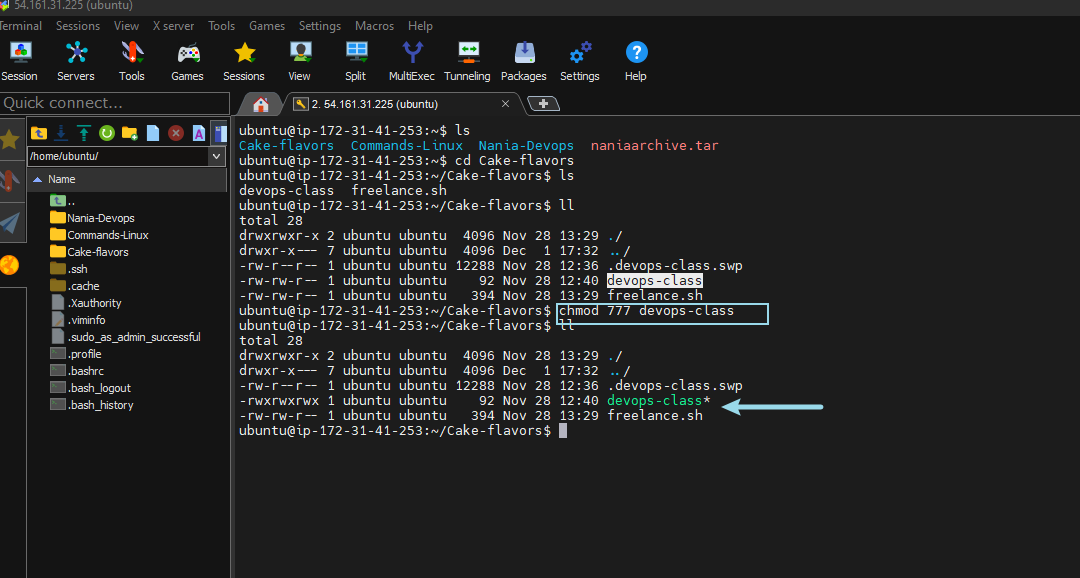 54.161.31.225 (ubuntu)
Terminal Sessions View X server Tools Games Settings Macros Help
Session Servers Tools Games Sessions View Split MultiExec Tunneling Packages Settings Help
Quick connect...
2. 54.161.31.225 (ubuntu)
/home/ubuntu/
Name
..
Nania-Devops
Commands-Linux
Cake-flavors
.ssh
.cache
.Xauthority
.viminfo
.sudo_as_admin_successful
.profile
.bashrc
.bash_logout
.bash_history
ubuntu@ip-172-31-41-253:~$ ls
Cake-flavors  Commands-Linux  Nania-Devops  naniaarchive.tar
ubuntu@ip-172-31-41-253:~$ cd Cake-flavors
ubuntu@ip-172-31-41-253:~/Cake-flavors$ ls
devops-class  freelance.sh
ubuntu@ip-172-31-41-253:~/Cake-flavors$ ll
total 28
drwxrwxr-x 2 ubuntu ubuntu  4096 Nov 28 13:29 ./
drwxr-x--- 7 ubuntu ubuntu  4096 Dec  1 17:32 ../
-rw-r--r-- 1 ubuntu ubuntu 12288 Nov 28 12:36 .devops-class.swp
-rw-rw-r-- 1 ubuntu ubuntu    92 Nov 28 12:40 devops-class
-rw-rw-r-- 1 ubuntu ubuntu   394 Nov 28 13:29 freelance.sh
ubuntu@ip-172-31-41-253:~/Cake-flavors$ chmod 777 devops-class
ubuntu@ip-172-31-41-253:~/Cake-flavors$ ll
total 28
drwxrwxr-x 2 ubuntu ubuntu  4096 Nov 28 13:29 ./
drwxr-x--- 7 ubuntu ubuntu  4096 Dec  1 17:32 ../
-rw-r--r-- 1 ubuntu ubuntu 12288 Nov 28 12:36 .devops-class.swp
-rwxrwxrwx 1 ubuntu ubuntu    92 Nov 28 12:40 devops-class*
-rw-rw-r-- 1 ubuntu ubuntu   394 Nov 28 13:29 freelance.sh
ubuntu@ip-172-31-41-253:~/Cake-flavors$